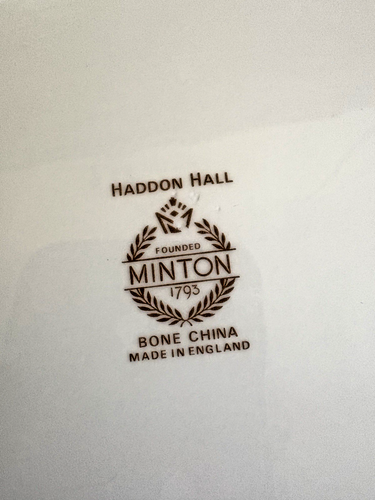 HADDON HALL
FOUNDED
MINTON
1793
BONE CHINA
MADE IN ENGLAND